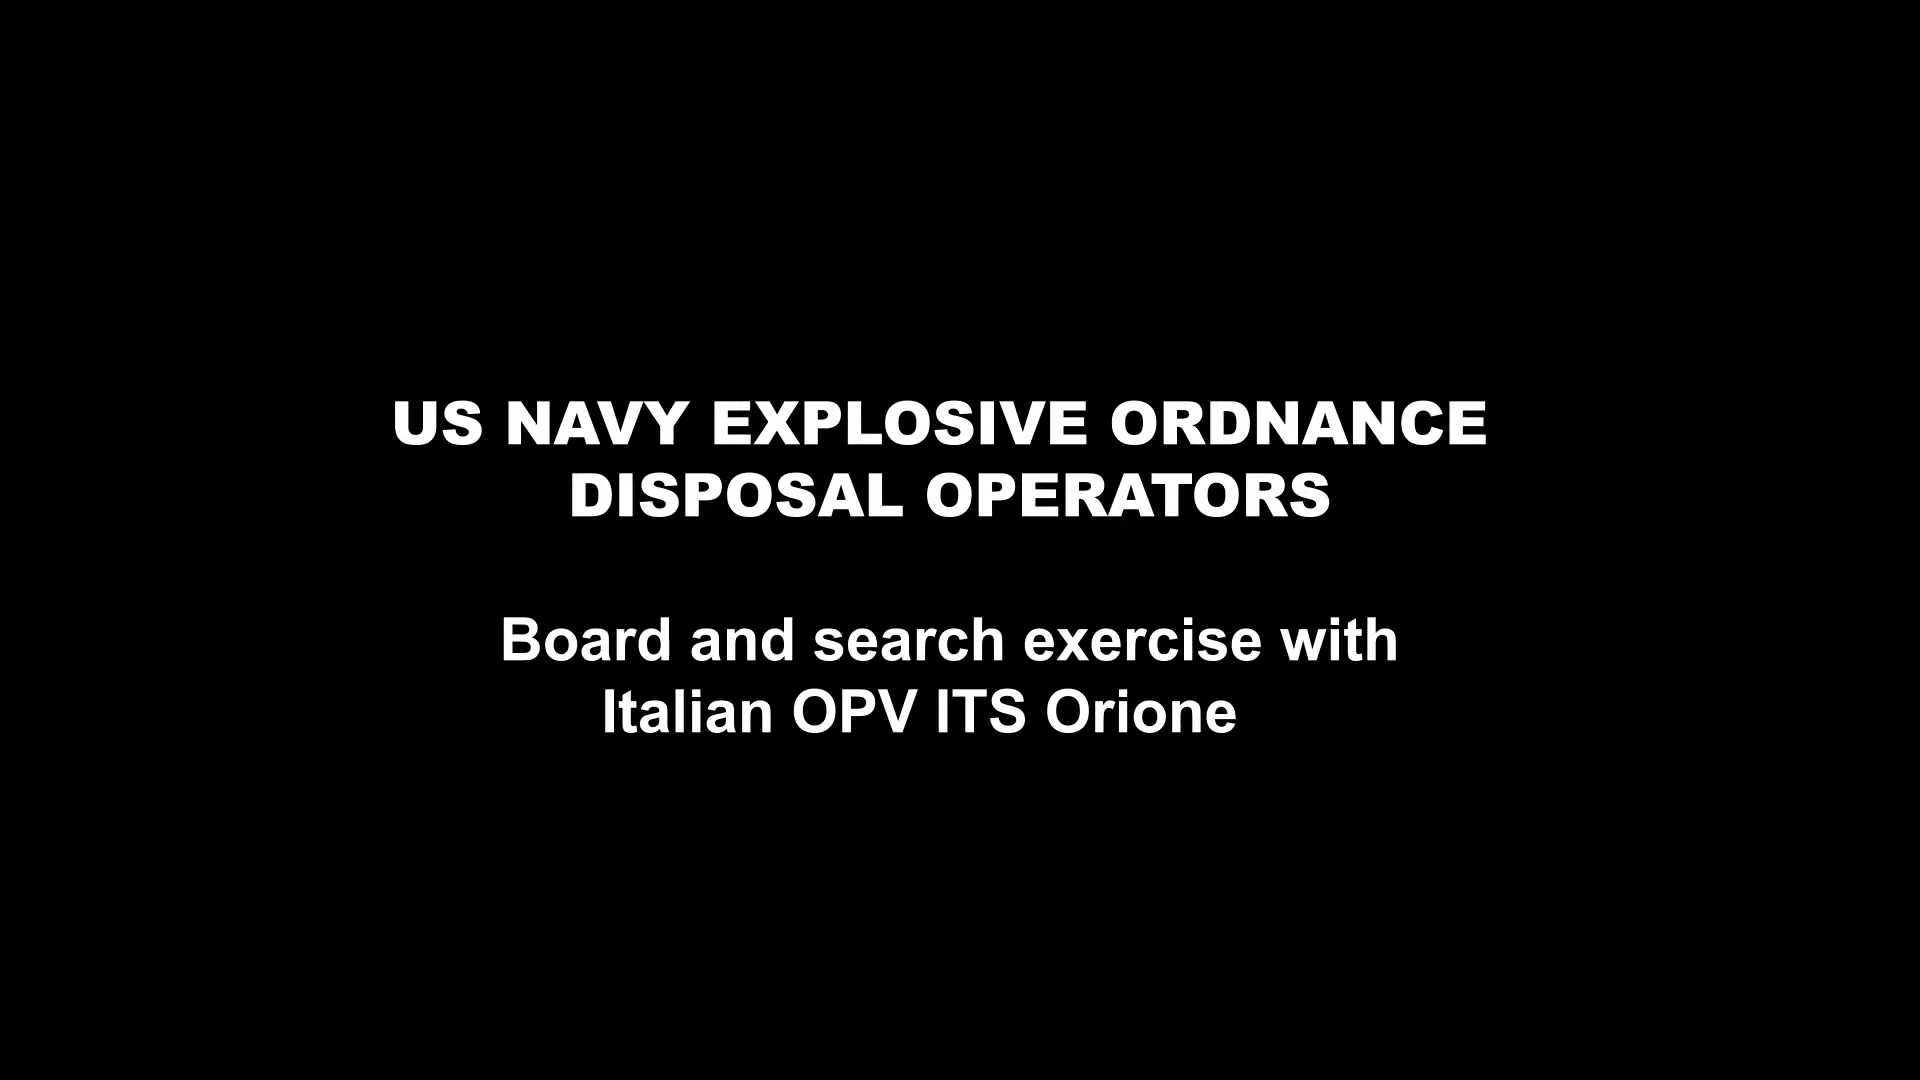 US NAVY EXPLOSIVE ORDNANCE
DISPOSAL OPERATORS
Board and search exercise with
Italian OPV ITS Orione